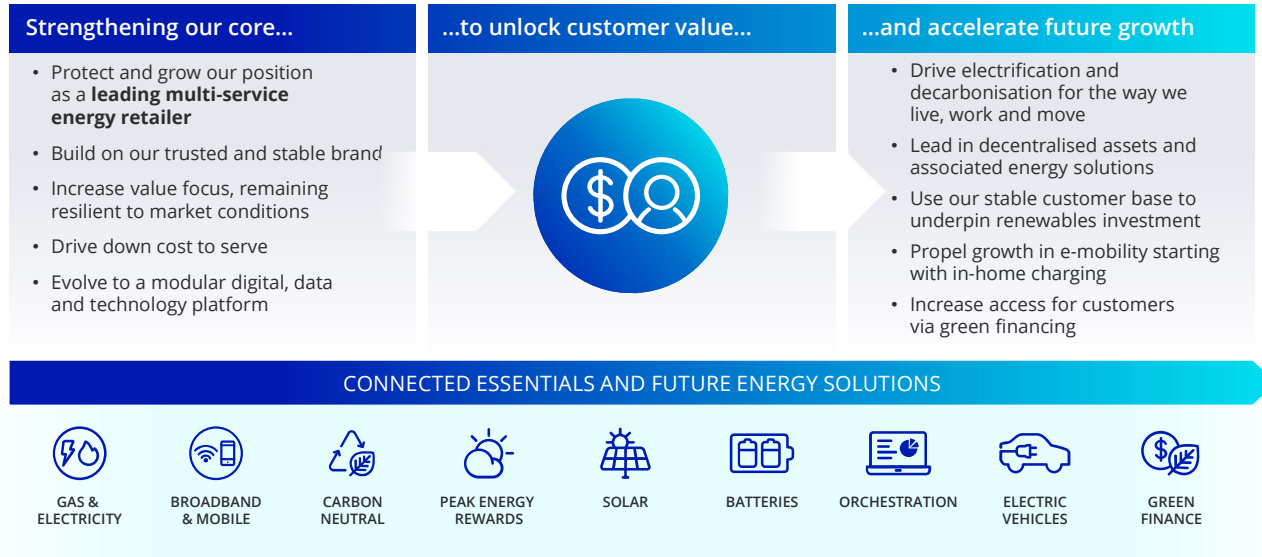 Strengthening our core...
• Protect and grow our position
as a leading multi-service
energy retailer
• Build on our trusted and stable brand
• Increase value focus, remaining
resilient to market conditions
• Drive down cost to serve
• Evolve to a modular digital, data
and technology platform
...to unlock customer value...
$
...and accelerate future growth
• Drive electrification and
decarbonisation for the way we
live, work and move
• Lead in decentralised assets and
associated energy solutions
• Use our stable customer base to
underpin renewables investment
• Propel growth in e-mobility starting
with in-home charging
• Increase access for customers
via green financing
CONNECTED ESSENTIALS AND FUTURE ENERGY SOLUTIONS
GAS &
ELECTRICITY
BROADBAND
& MOBILE
CARBON
NEUTRAL
PEAK ENERGY
REWARDS
SOLAR
BATTERIES
ORCHESTRATION
ELECTRIC
VEHICLES
$
GREEN
FINANCE